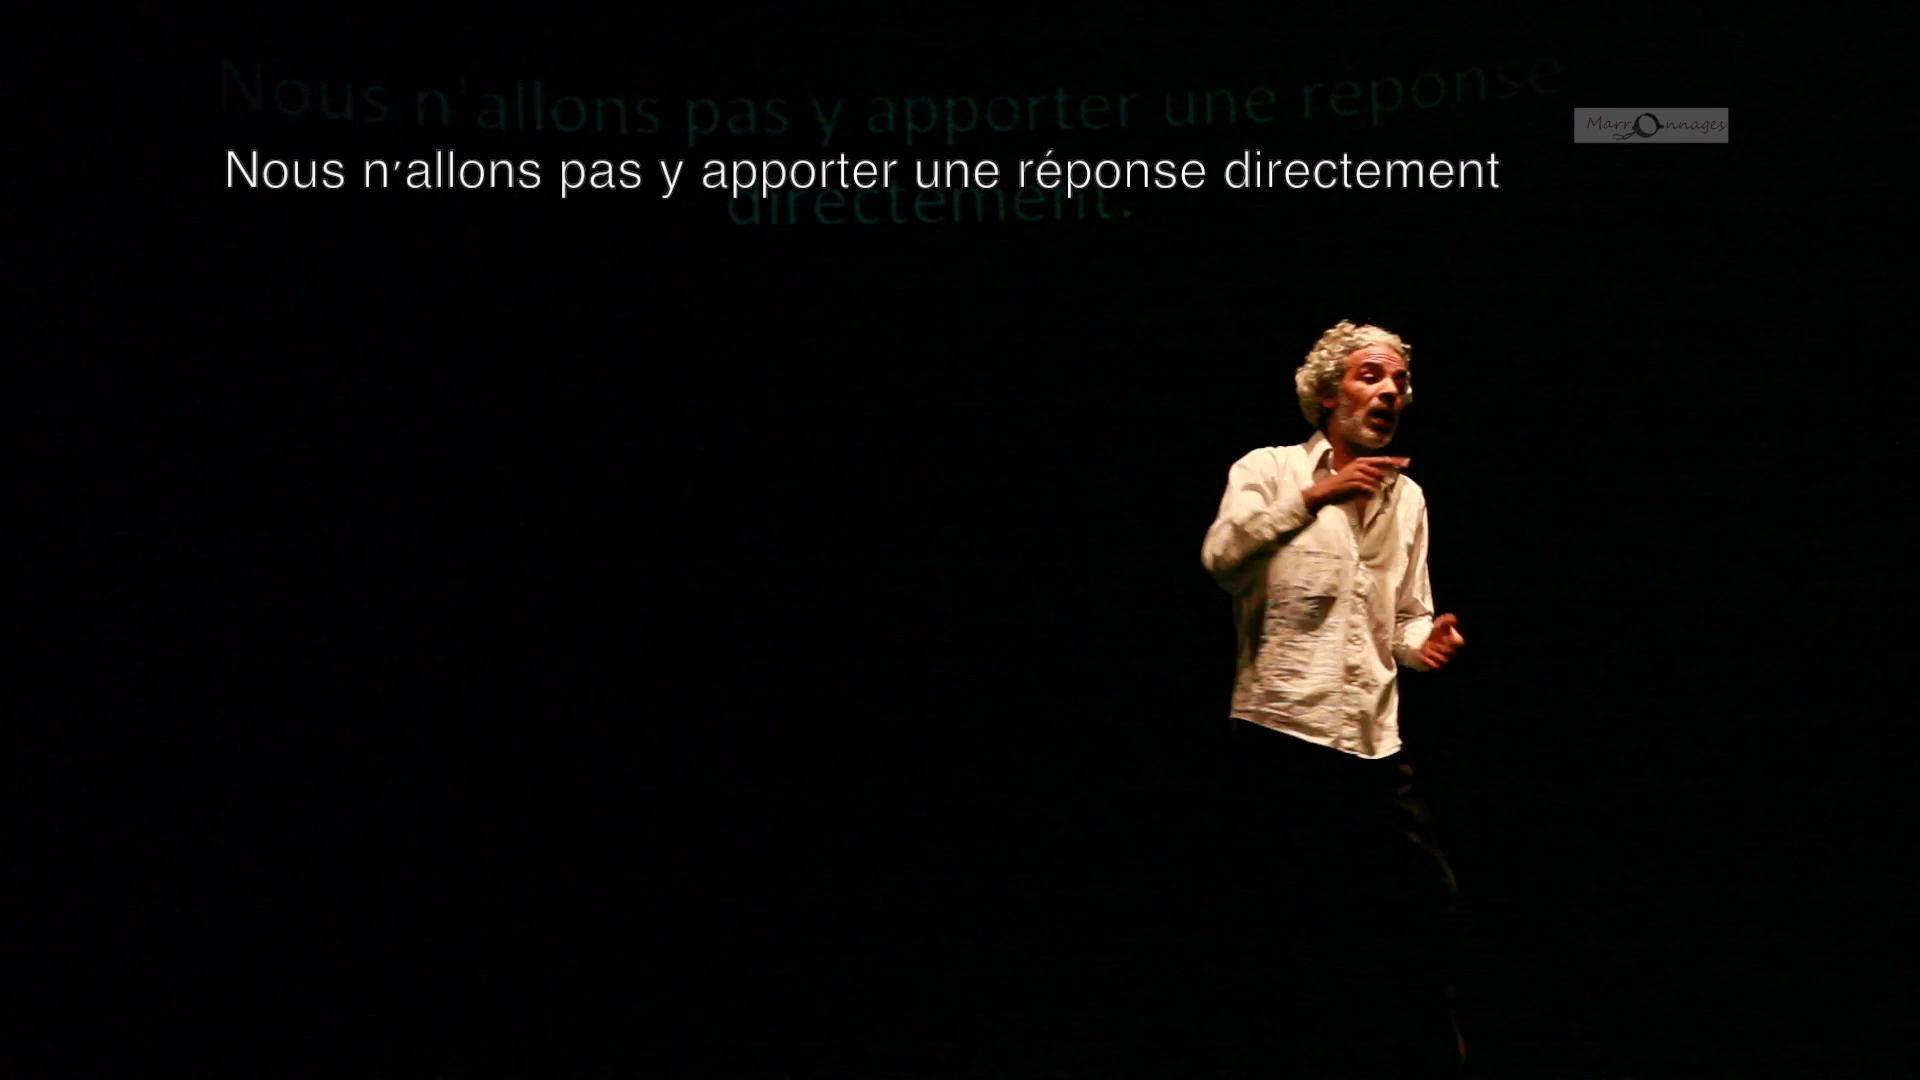 Nous n'allons pas y apporter une réponse
MarrOnnages
Nous n'allons pas y apporter une réponse directement
directement.